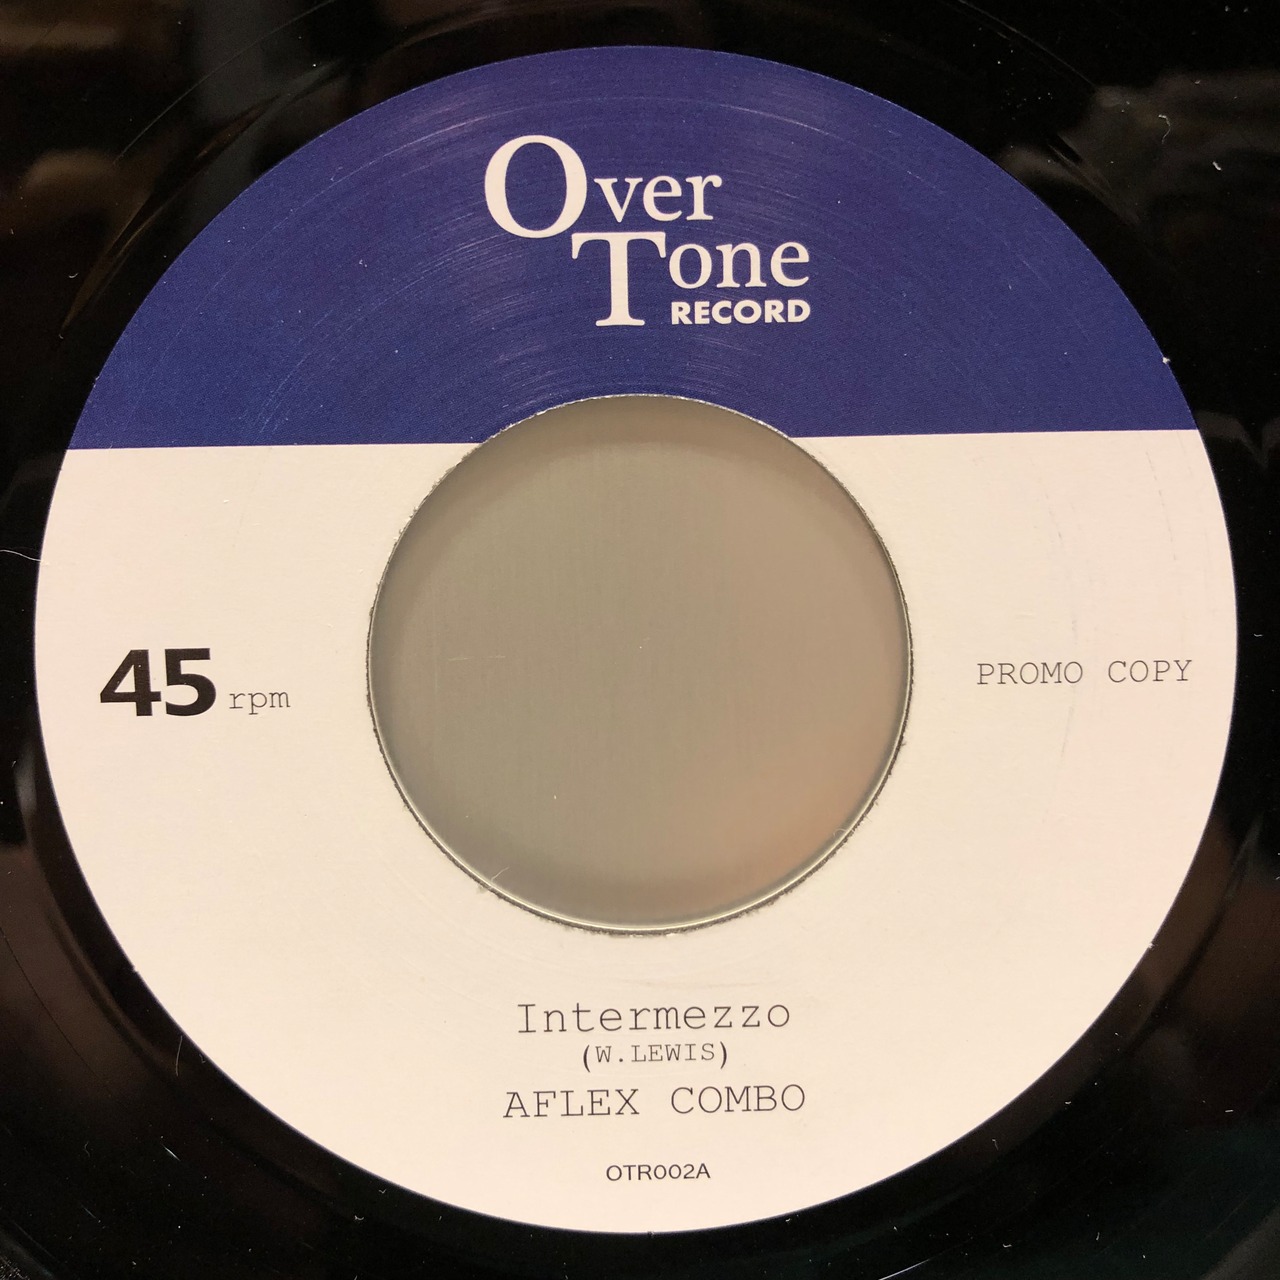 Over
Tone
RECORD
45 rpm
PROMO COPY
Intermezzo
(W.LEWIS)
AFLEX COMBO
OTR002A